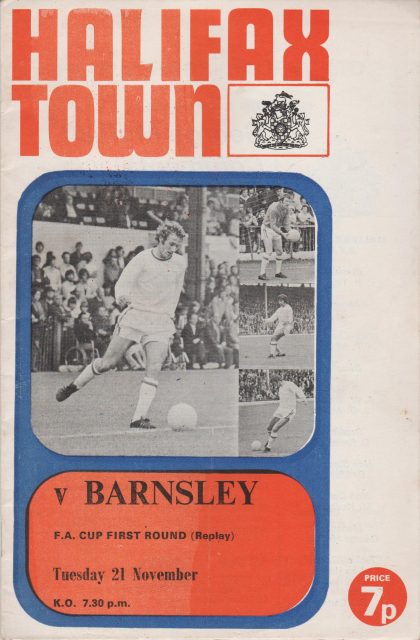 HALIFAX
TOWN
v BARNSLEY
F.A. CUP FIRST ROUND (Replay)
Tuesday 21 November
K.O. 7.30 p.m.
PRICE
7p